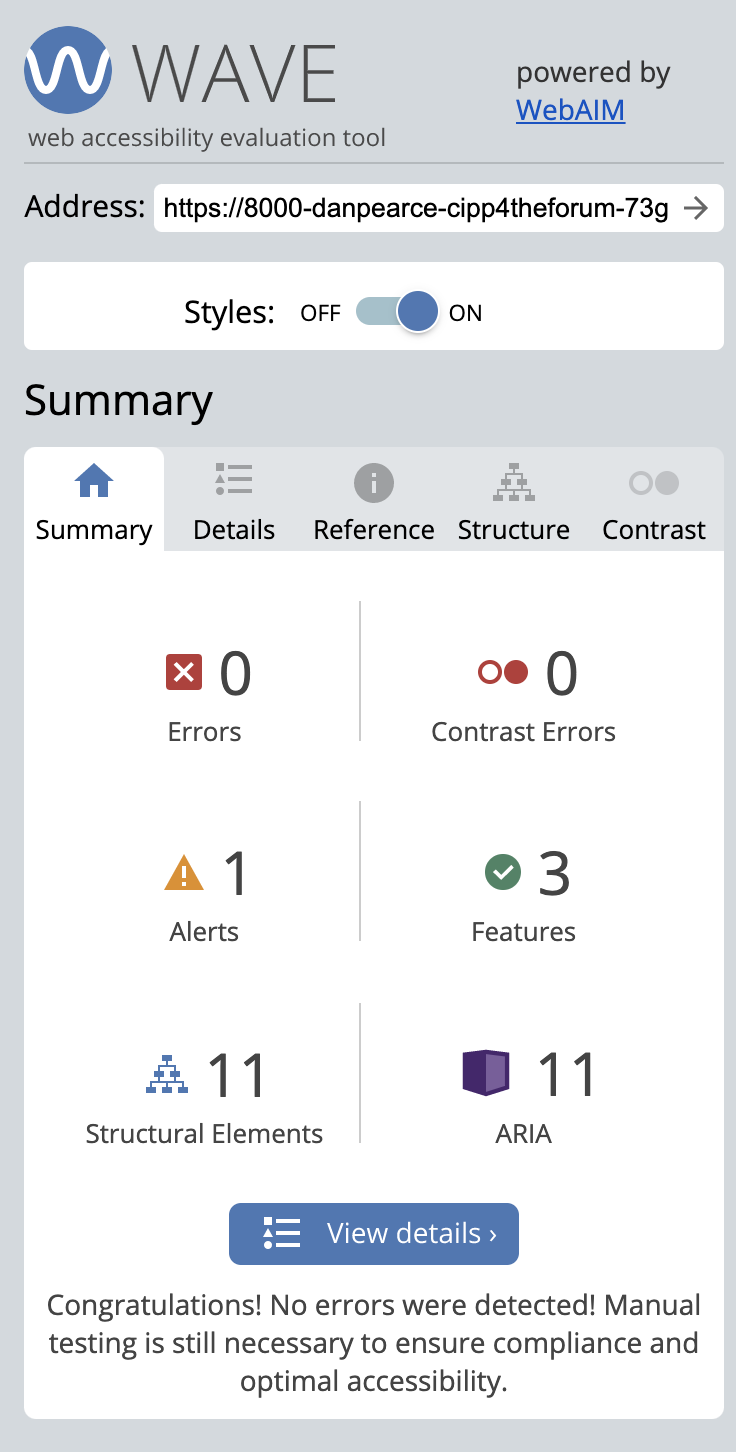 WAVE
powered by
WebAIM
web accessibility evaluation tool
Address: https://8000-danpearce-cipp4theforum-73g
Styles: OFF ON
Summary
Summary Details Reference Structure Contrast
0 0
Errors Contrast Errors
1 3
Alerts Features
11 11
Structural Elements ARIA
View details ›
Congratulations! No errors were detected! Manual
testing is still necessary to ensure compliance and
optimal accessibility.